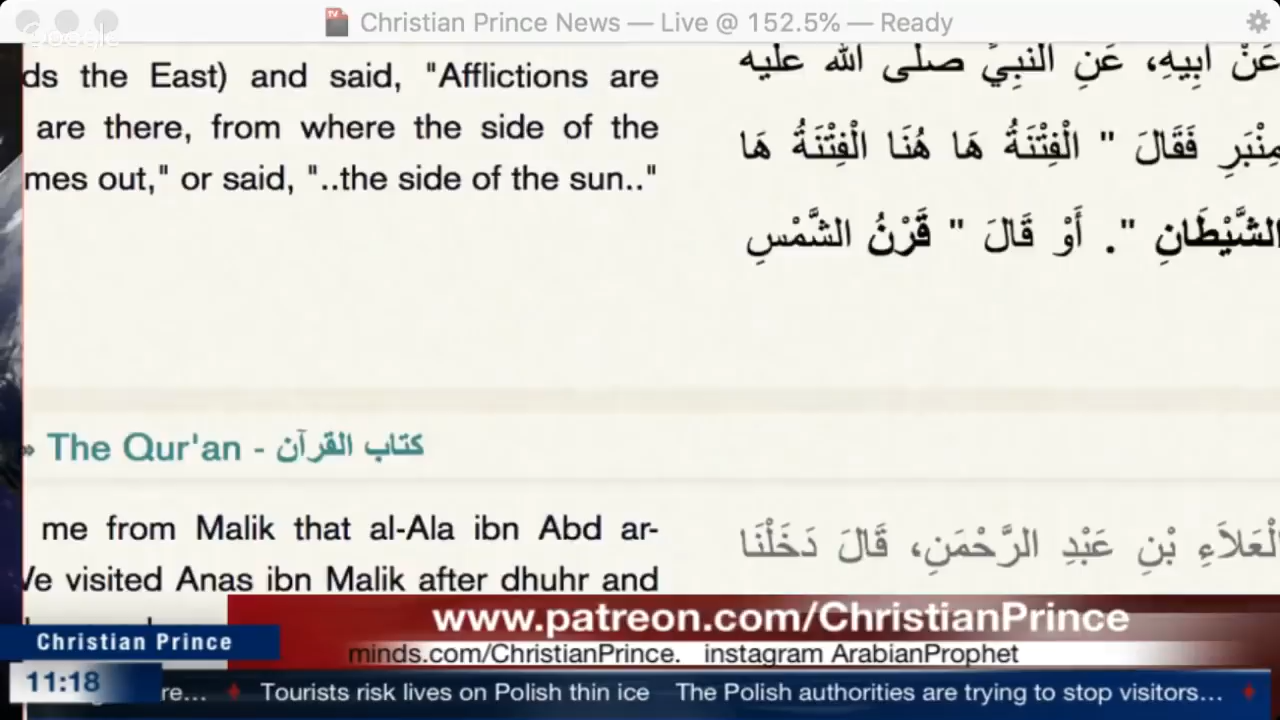 Christian Prince News — Live @ 152.5% — Ready
Google
ds the East) and said, "Afflictions are
are there, from where the side of the
mes out," or said, "..the side of the sun.."
عَنْ أَبِيهِ، عَنِ النَّبِيِّ صلى الله عليه
مِنْبَرِ فَقَالَ " الْفِتْنَةُ هَا هُنَا الْفِتْنَةُ هَا
الشَّيْطَانِ ". أَوْ قَالَ " قَرْنُ الشَّمْسِ
» The Qur'an - كتاب القرآن
me from Malik that al-Ala ibn Abd ar-
We visited Anas ibn Malik after dhuhr and
الْعَلاَءِ بْنِ عَبْدِ الرَّحْمَنِ، قَالَ دَخَلْنَا
www.patreon.com/ChristianPrince
Christian Prince
minds.com/ChristianPrince. instagram ArabianProphet
11:18
re... Tourists risk lives on Polish thin ice The Polish authorities are trying to stop visitors...